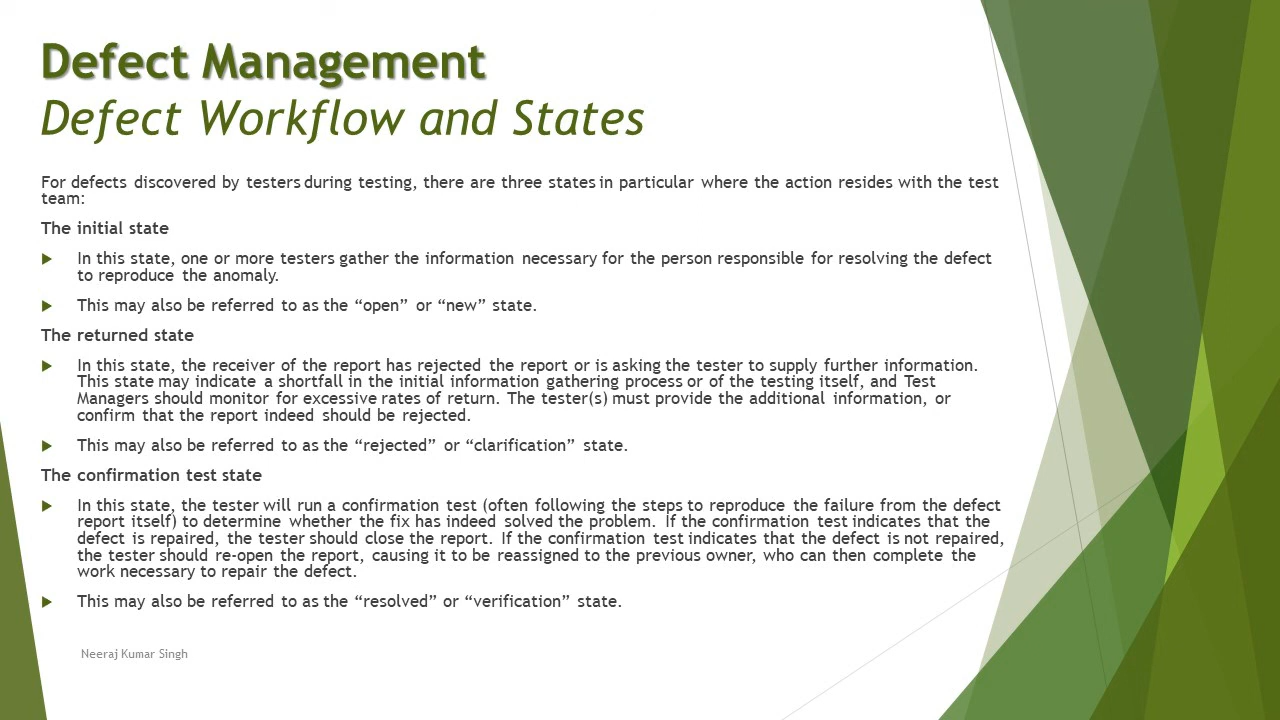 Defect Management
Defect Workflow and States
For defects discovered by testers during testing, there are three states in particular where the action resides with the test
team:
The initial state
In this state, one or more testers gather the information necessary for the person responsible for resolving the defect
to reproduce the anomaly.
This may also be referred to as the “open” or “new” state.
The returned state
In this state, the receiver of the report has rejected the report or is asking the tester to supply further information.
This state may indicate a shortfall in the initial information gathering process or of the testing itself, and Test
Managers should monitor for excessive rates of return. The tester(s) must provide the additional information, or
confirm that the report indeed should be rejected.
This may also be referred to as the “rejected” or “clarification” state.
The confirmation test state
In this state, the tester will run a confirmation test (often following the steps to reproduce the failure from the defect
report itself) to determine whether the fix has indeed solved the problem. If the confirmation test indicates that the
defect is repaired, the tester should close the report. If the confirmation test indicates that the defect is not repaired,
the tester should re-open the report, causing it to be reassigned to the previous owner, who can then complete the
work necessary to repair the defect.
This may also be referred to as the “resolved” or “verification” state.
Neeraj Kumar Singh